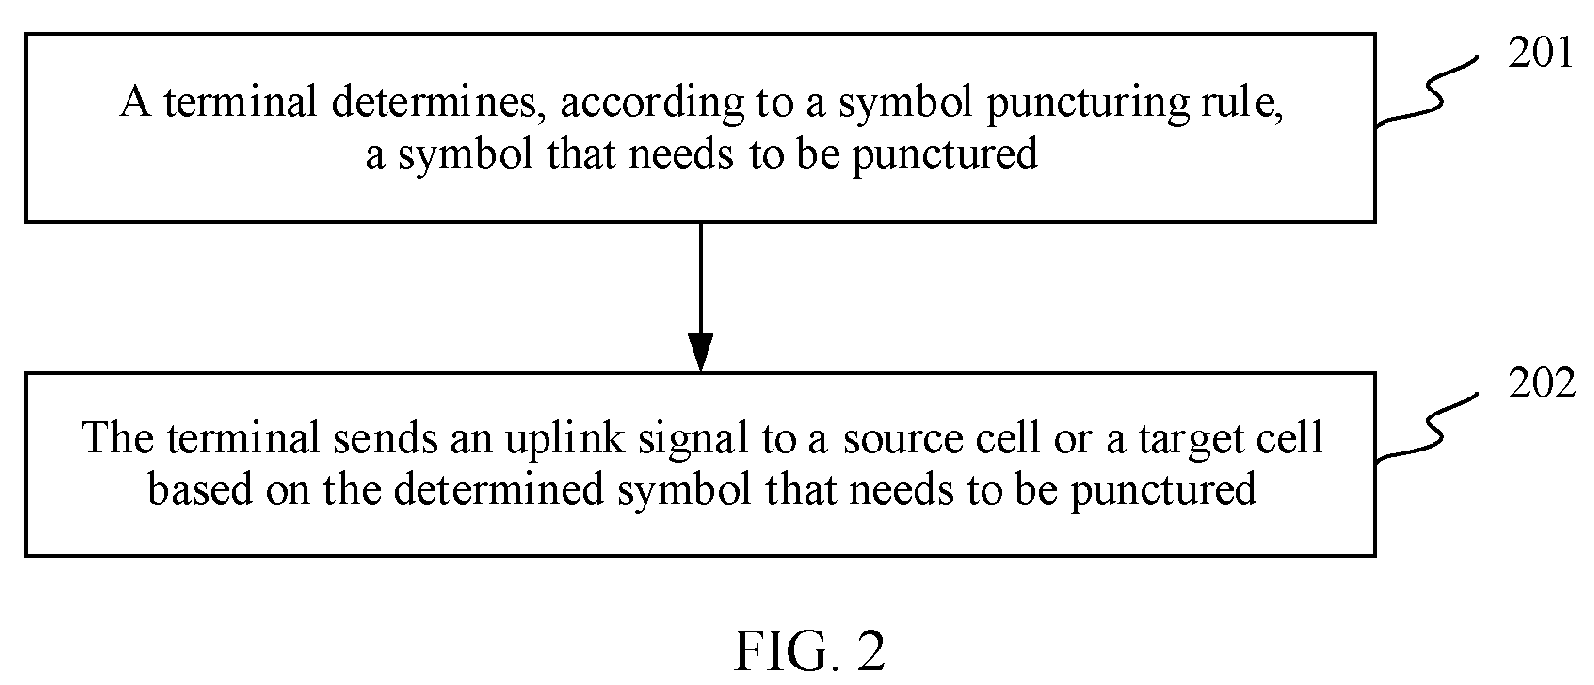 A terminal determines, according to a symbol puncturing rule,
a symbol that needs to be punctured
201
The terminal sends an uplink signal to a source cell or a target cell
based on the determined symbol that needs to be punctured
202
FIG. 2